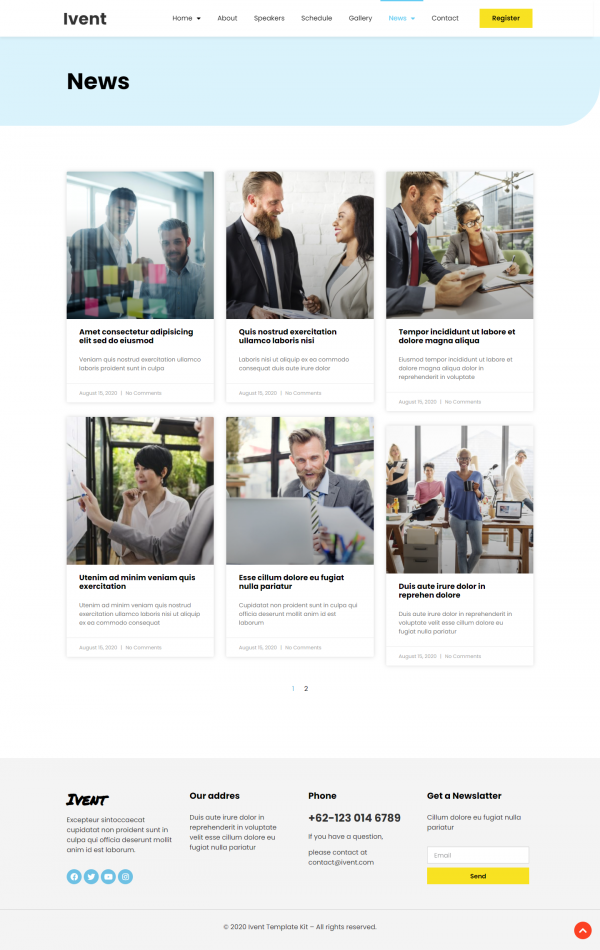 Ivent
Home About Speakers Schedule Gallery News Contact Register
News
Amet consectetur adipisicing
elit sed do eiusmod
Veniam quis nostrud exercitation ullamco
laboris proident sunt in culpa
August 15, 2020 | No Comments
Quis nostrud exercitation
ullamco laboris nisi
Laboris nisi ut aliquip ex ea commodo
consequat duis aute irure dolor
August 15, 2020 | No Comments
Tempor incididunt ut labore et
dolore magna aliqua
Eiusmod tempor incididunt ut labore et
dolore magna aliqua dolor in
reprehenderit in voluptate
August 15, 2020 | No Comments
Utenim ad minim veniam quis
exercitation
Utenim ad minim veniam quis nostrud
exercitation ullamco laboris nisi ut aliquip
ex ea commodo consequat
August 15, 2020 | No Comments
Esse cillum dolore eu fugiat
nulla pariatur
Cupidatat non proident sunt in culpa qui
officia deserunt mollit anim id est
laborum
August 15, 2020 | No Comments
Duis aute irure dolor in
reprehen dolore
Duis aute irure dolor in reprehenderit in
voluptate velit esse cillum dolore eu
fugiat nulla pariatur
August 15, 2020 | No Comments
1 2
Ivent
Excepteur sintoccaecat
cupidatat non proident sunt in
culpa qui officia deserunt mollit
anim id est laborum.
Our addres
Duis aute irure dolor in
reprehenderit in voluptate
velit esse cillum dolore eu
fugiat nulla pariatur
Phone
+62-123 014 6789
If you have a question,
please contact at
contact@ivent.com
Get a Newslatter
Cillum dolore eu fugiat nulla
pariatur
Email
Send
© 2020 Ivent Template Kit – All rights reserved.